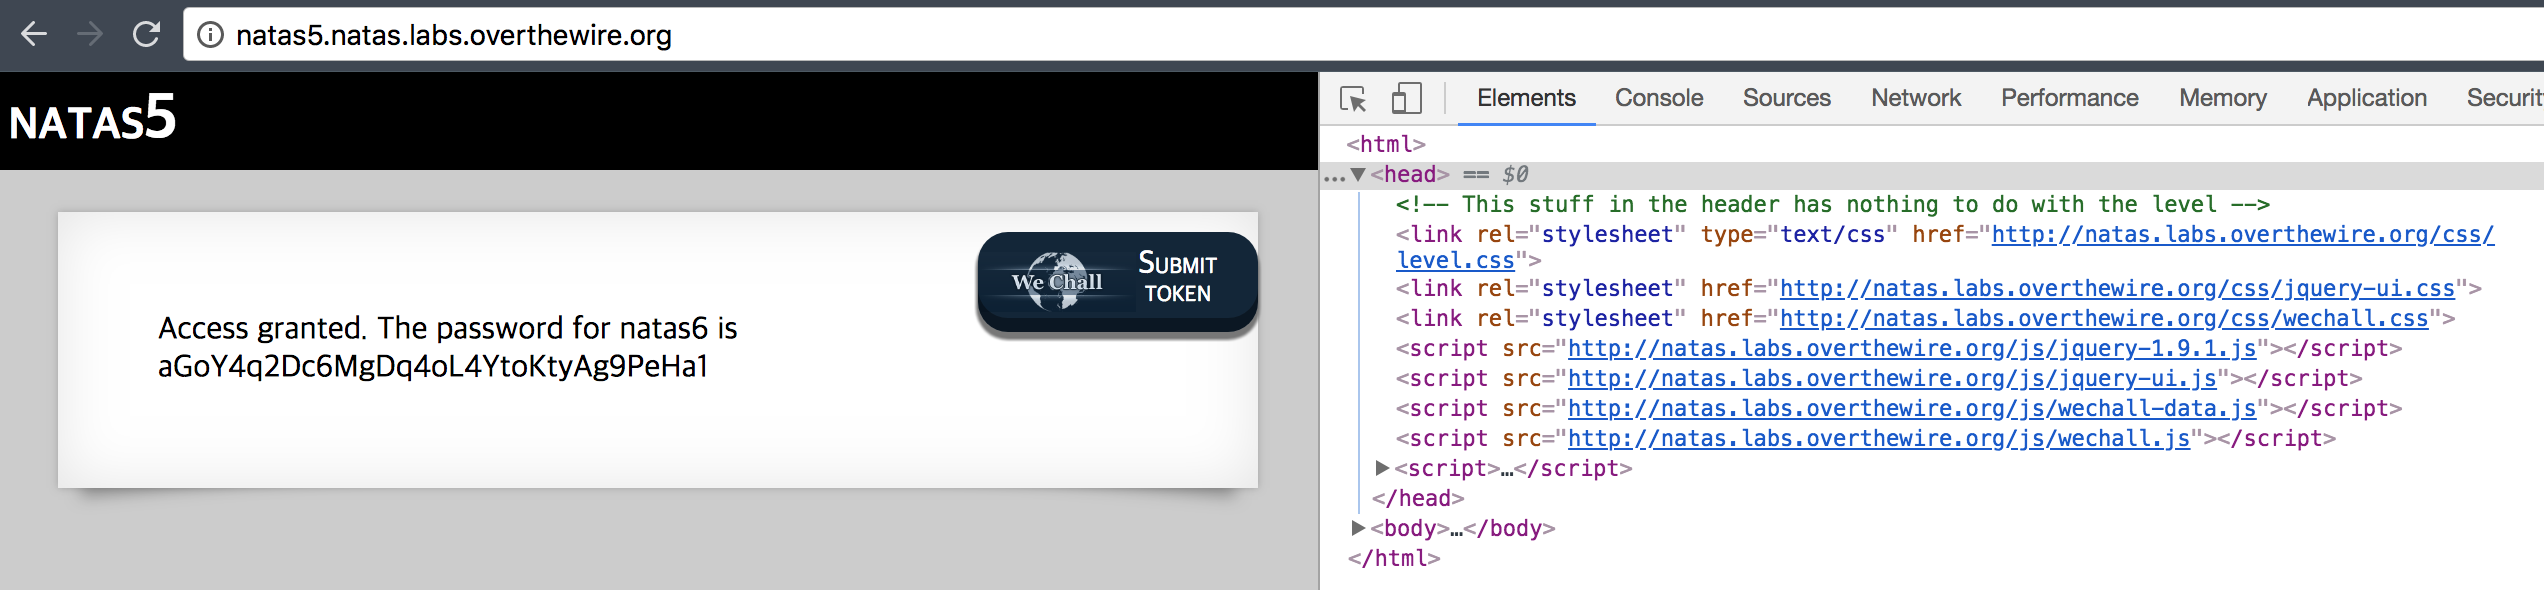 natas5.natas.labs.overthewire.org
NATAS5
We Chall
SUBMIT
TOKEN
Access granted. The password for natas6 is
aGoY4q2Dc6MgDq4oL4YtoKtyAg9PeHa1
Elements Console Sources Network Performance Memory Application Securit
<html>
…▼<head> == $0
<!-- This stuff in the header has nothing to do with the level -->
<link rel="stylesheet" type="text/css" href="http://natas.labs.overthewire.org/css/
level.css">
<link rel="stylesheet" href="http://natas.labs.overthewire.org/css/jquery-ui.css">
<link rel="stylesheet" href="http://natas.labs.overthewire.org/css/wechall.css">
<script src="http://natas.labs.overthewire.org/js/jquery-1.9.1.js"></script>
<script src="http://natas.labs.overthewire.org/js/jquery-ui.js"></script>
<script src="http://natas.labs.overthewire.org/js/wechall-data.js"></script>
<script src="http://natas.labs.overthewire.org/js/wechall.js"></script>
▶<script>…</script>
</head>
▶<body>…</body>
</html>